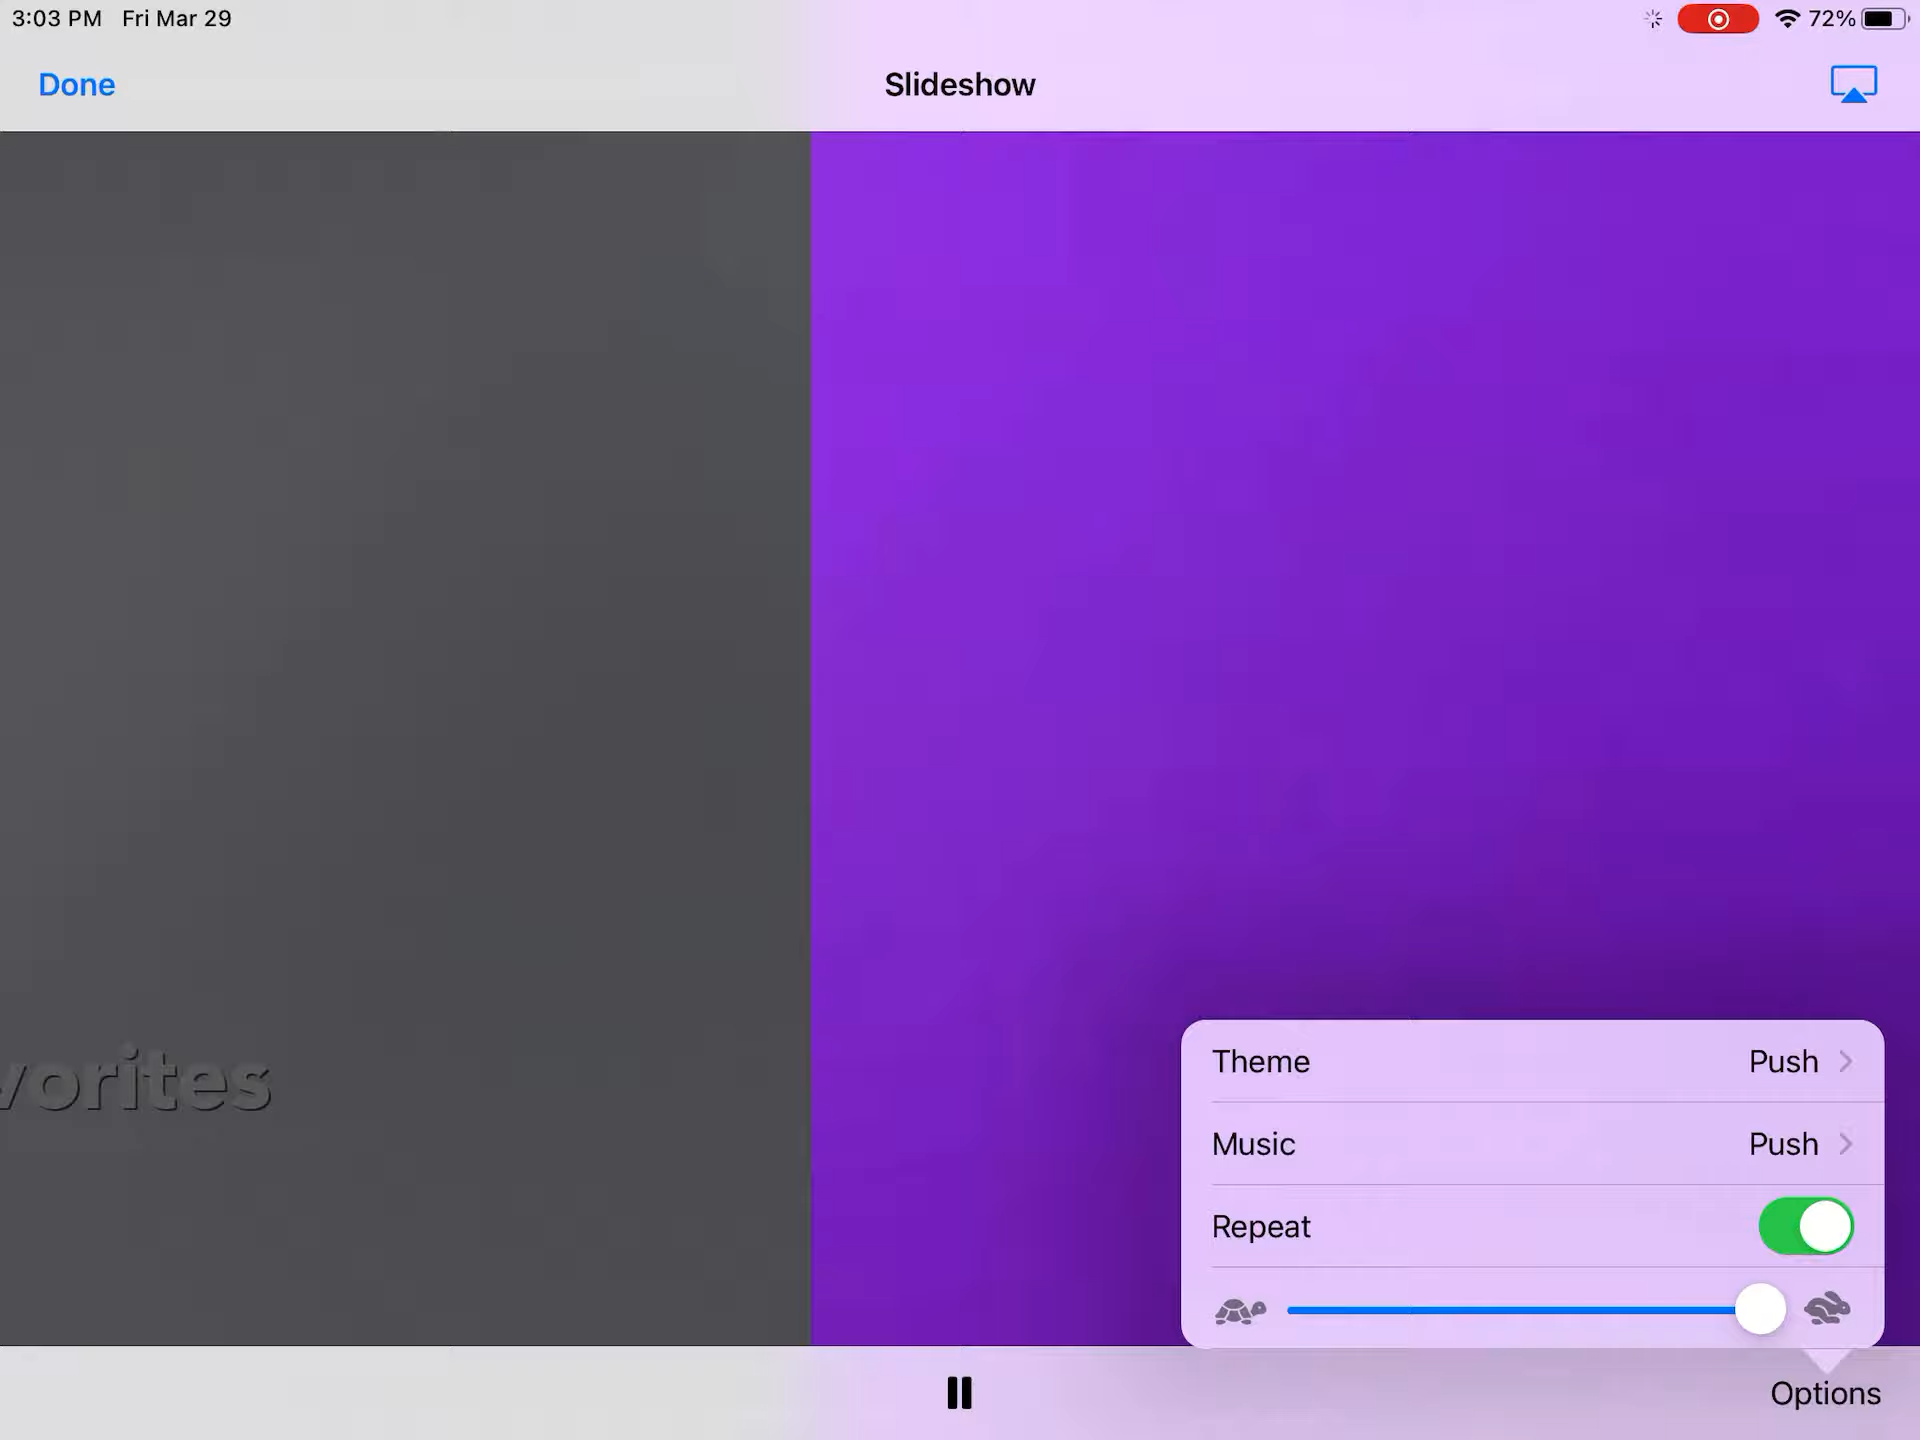 3:03 PM Fri Mar 29
72%
Done
Slideshow
vorites
Theme
Push
Music
Push
Repeat
Options